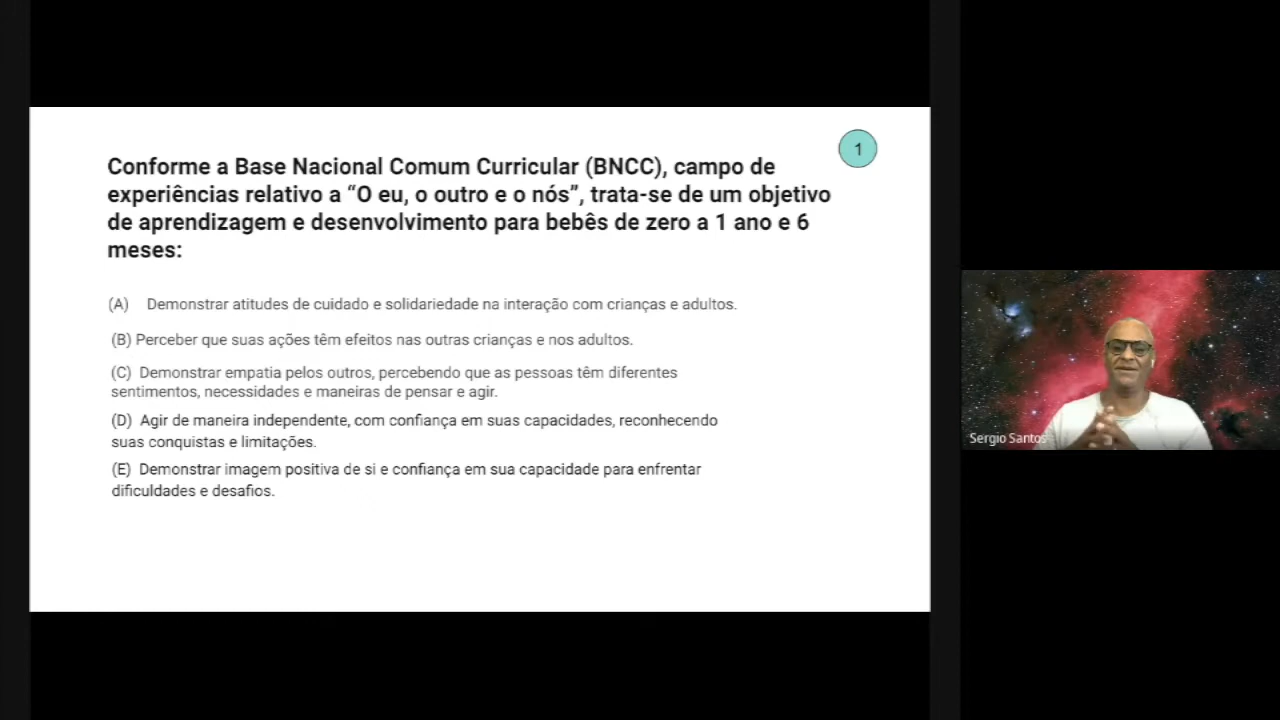 1
Conforme a Base Nacional Comum Curricular (BNCC), campo de
experiências relativo a “O eu, o outro e o nós”, trata-se de um objetivo
de aprendizagem e desenvolvimento para bebês de zero a 1 ano e 6
meses:
(A) Demonstrar atitudes de cuidado e solidariedade na interação com crianças e adultos.
(B) Perceber que suas ações têm efeitos nas outras crianças e nos adultos.
(C) Demonstrar empatia pelos outros, percebendo que as pessoas têm diferentes
sentimentos, necessidades e maneiras de pensar e agir.
(D) Agir de maneira independente, com confiança em suas capacidades, reconhecendo
suas conquistas e limitações.
(E) Demonstrar imagem positiva de si e confiança em sua capacidade para enfrentar
dificuldades e desafios.
Sergio Santos